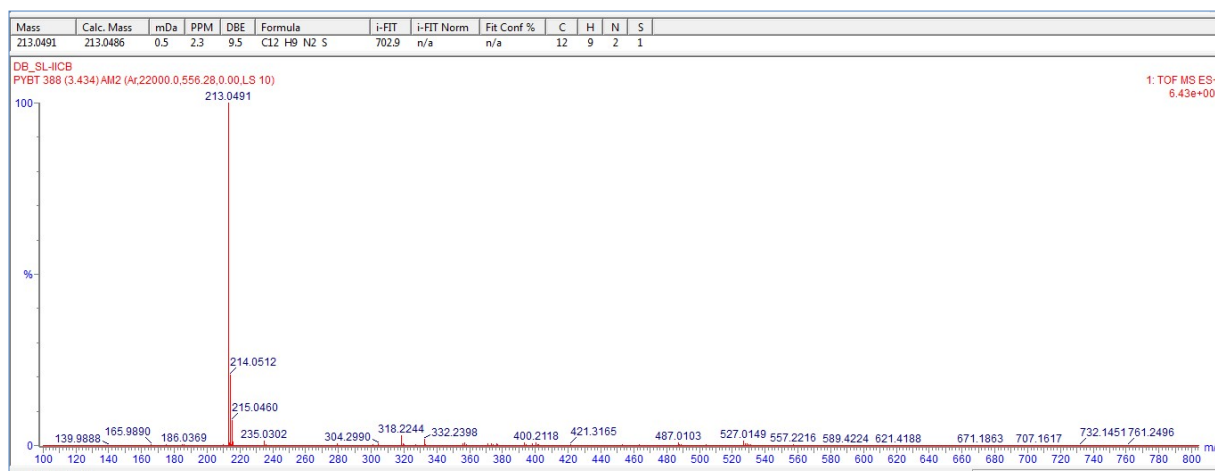 Mass Calc. Mass mDa PPM DBE Formula i-FIT i-FIT Norm Fit Conf % C H N S
213.0491 213.0486 0.5 2.3 9.5 C12 H9 N2 S 702.9 n/a n/a 12 9 2 1
DB_SL-IICB
PYBT 388 (3.434) AM2 (Ar,22000.0,556.28,0.00,LS 10)
1: TOF MS ES+
6.43e+00
100
213.0491
%
214.0512
215.0460
0
139.9888 165.9890 186.0369 235.0302 304.2990 318.2244 332.2398 400.2118 421.3165 487.0103 527.0149 557.2216 589.4224 621.4188 671.1863 707.1617 732.1451 761.2496
100 120 140 160 180 200 220 240 260 280 300 320 340 360 380 400 420 440 460 480 500 520 540 560 580 600 620 640 660 680 700 720 740 760 780 800